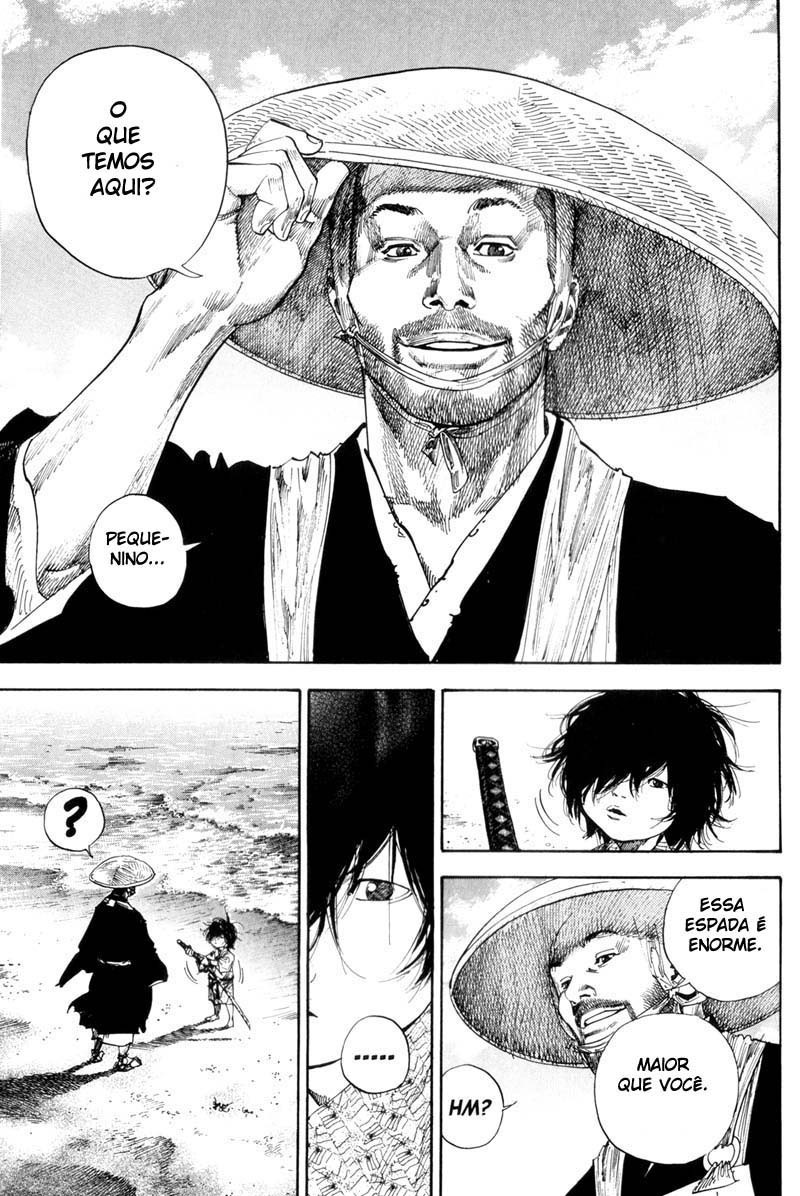 O
QUE
TEMOS
AQUI?
PEQUE-
NINO...
ESSA
ESPADA É
ENORME.
MAIOR
QUE VOCÊ.
HM?
.....
?